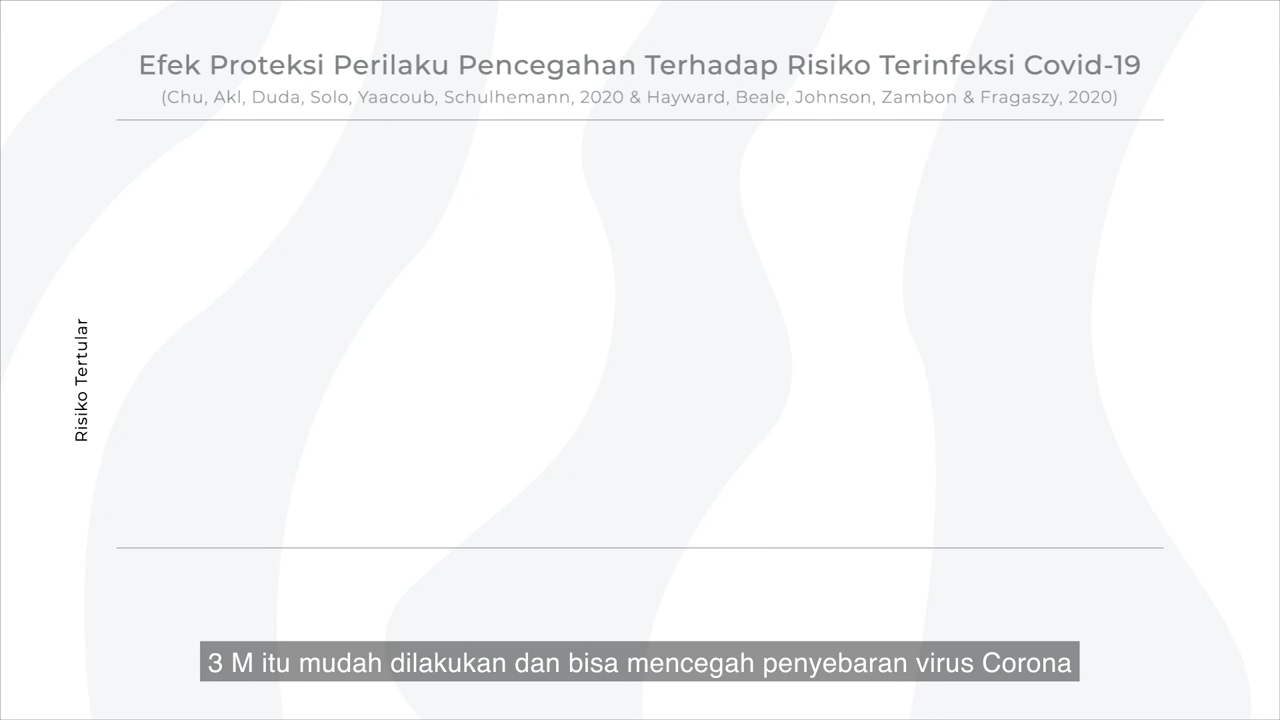 Efek Proteksi Perilaku Pencegahan Terhadap Risiko Terinfeksi Covid-19
(Chu, Akl, Duda, Solo, Yaacoub, Schulhemann, 2020 & Hayward, Beale, Johnson, Zambon & Fragaszy, 2020)
Risiko Tertular
3 M itu mudah dilakukan dan bisa mencegah penyebaran virus Corona